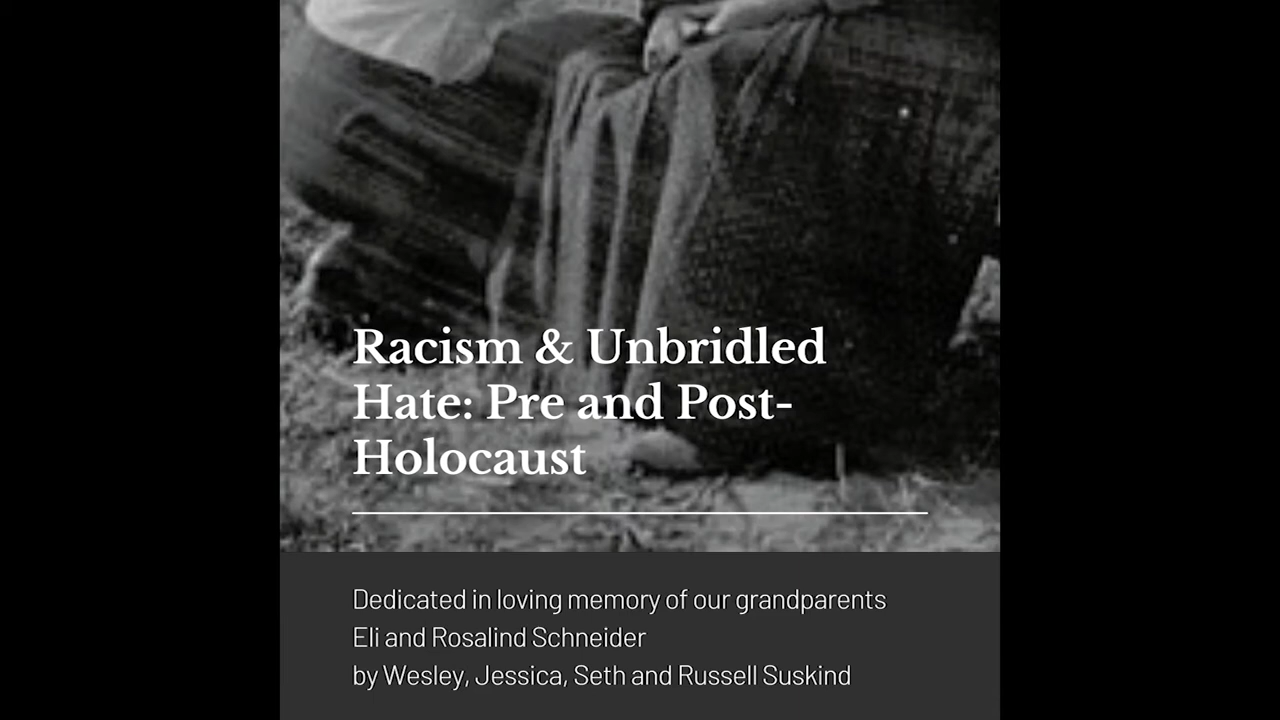 Racism & Unbridled
Hate: Pre and Post-
Holocaust
Dedicated in loving memory of our grandparents
Eli and Rosalind Schneider
by Wesley, Jessica, Seth and Russell Suskind